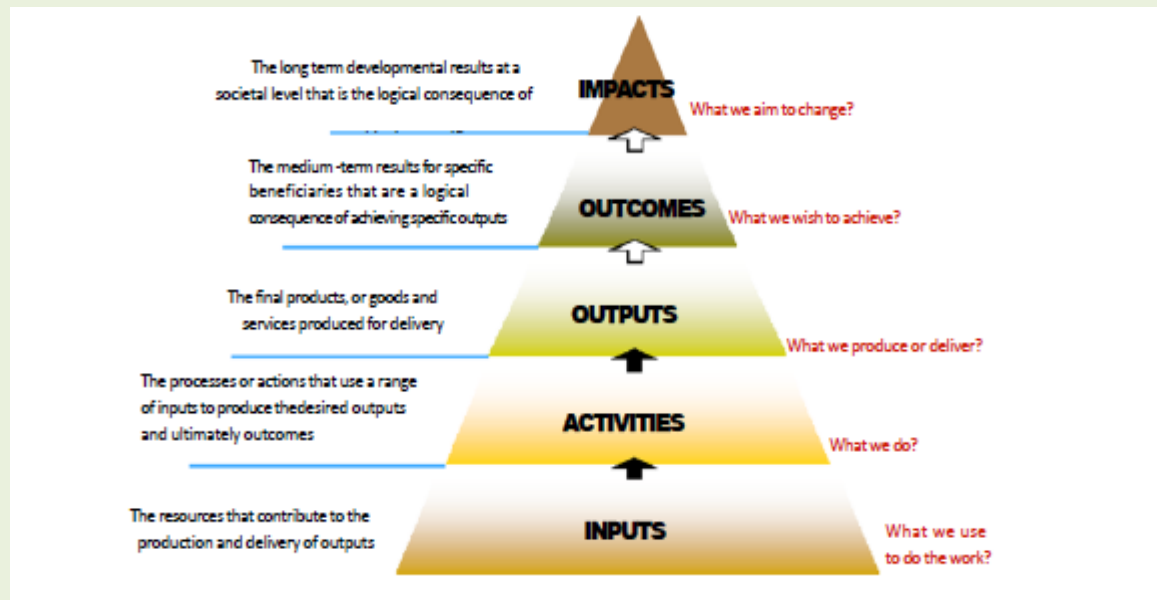 The long term developmental results at a
societal level that is the logical consequence of
IMPACTS
What we aim to change?
The medium -term results for specific
beneficiaries that are a logical
consequence of achieving specific outputs
OUTCOMES
What we wish to achieve?
The final products, or goods and
services produced for delivery
OUTPUTS
What we produce or deliver?
The processes or actions that use a range
of inputs to produce thedesired outputs
and ultimately outcomes
ACTIVITIES
What we do?
The resources that contribute to the
production and delivery of outputs
INPUTS
What we use
to do the work?